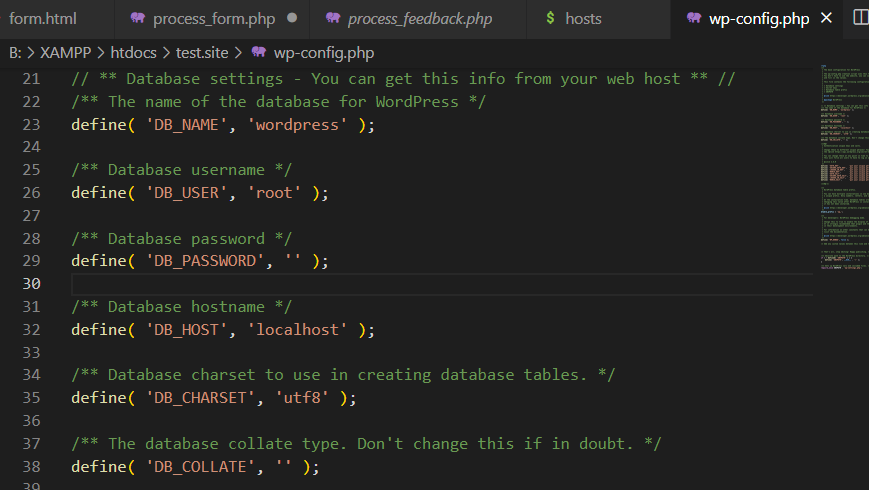 form.html process_form.php process_feedback.php $ hosts wp-config.php
B: > XAMPP > htdocs > test.site > wp-config.php
21 // ** Database settings - You can get this info from your web host ** //
22 /** The name of the database for WordPress */
23 define( 'DB_NAME', 'wordpress' );
24
25 /** Database username */
26 define( 'DB_USER', 'root' );
27
28 /** Database password */
29 define( 'DB_PASSWORD', '' );
30
31 /** Database hostname */
32 define( 'DB_HOST', 'localhost' );
33
34 /** Database charset to use in creating database tables. */
35 define( 'DB_CHARSET', 'utf8' );
36
37 /** The database collate type. Don't change this if in doubt. */
38 define( 'DB_COLLATE', '' );
39